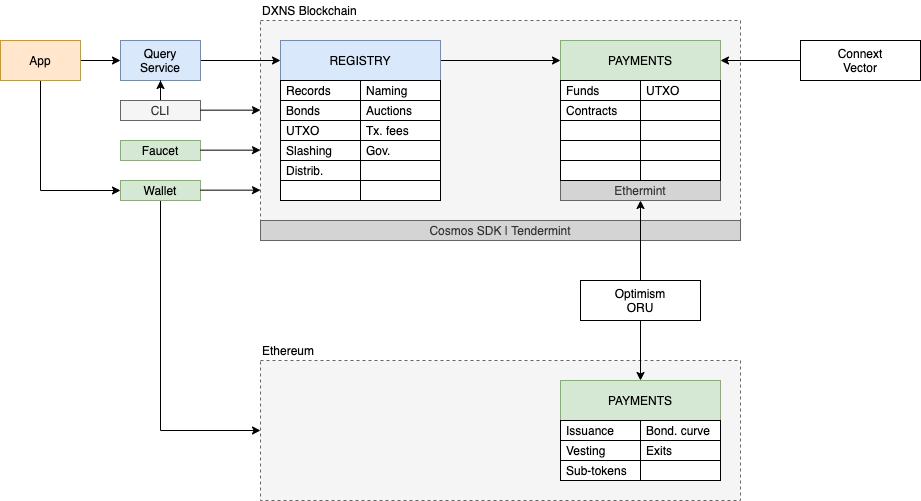 DXNS Blockchain
App
Query
Service
REGISTRY
PAYMENTS
Connext
Vector
Records Naming
Bonds Auctions
UTXO Tx. fees
Slashing Gov.
Distrib.
Funds UTXO
Contracts
Ethermint
CLI
Faucet
Wallet
Cosmos SDK | Tendermint
Optimism
ORU
Ethereum
PAYMENTS
Issuance Bond. curve
Vesting Exits
Sub-tokens